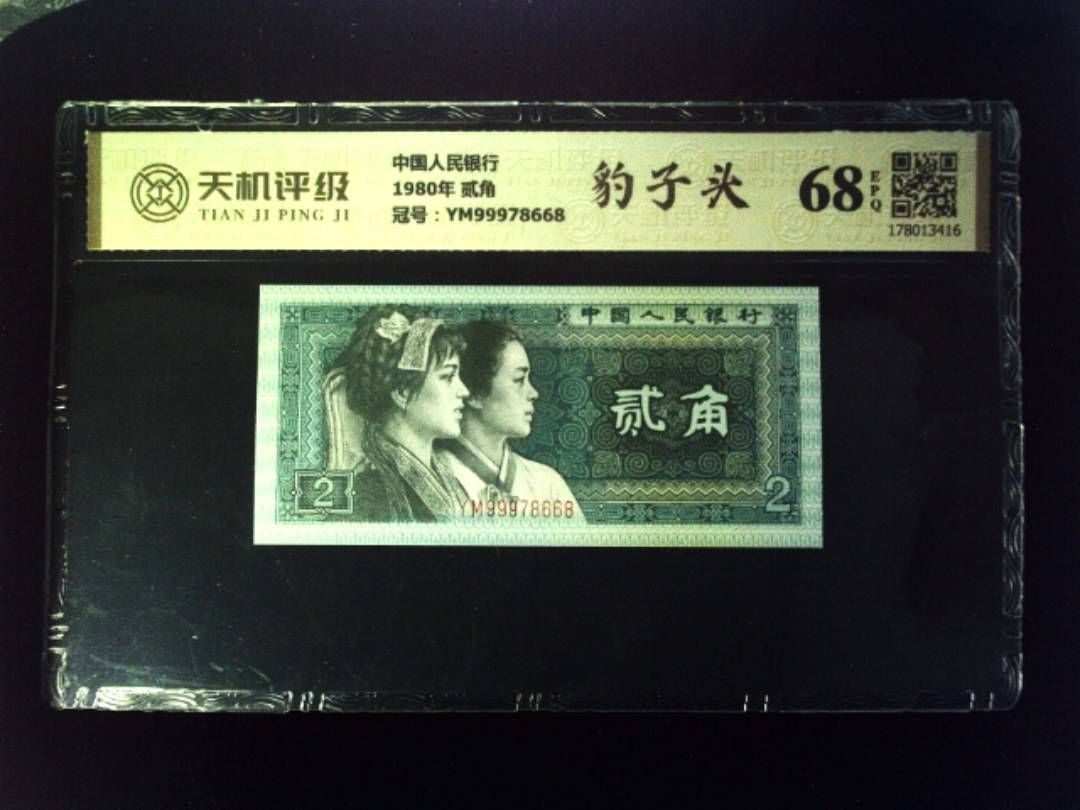 天机评级
TIAN JI PING JI
中国人民银行
1980年 贰角
冠号：YM99978668
豹子头
68
EPQ
178013416
中国人民银行
贰角
2
YM99978668
2